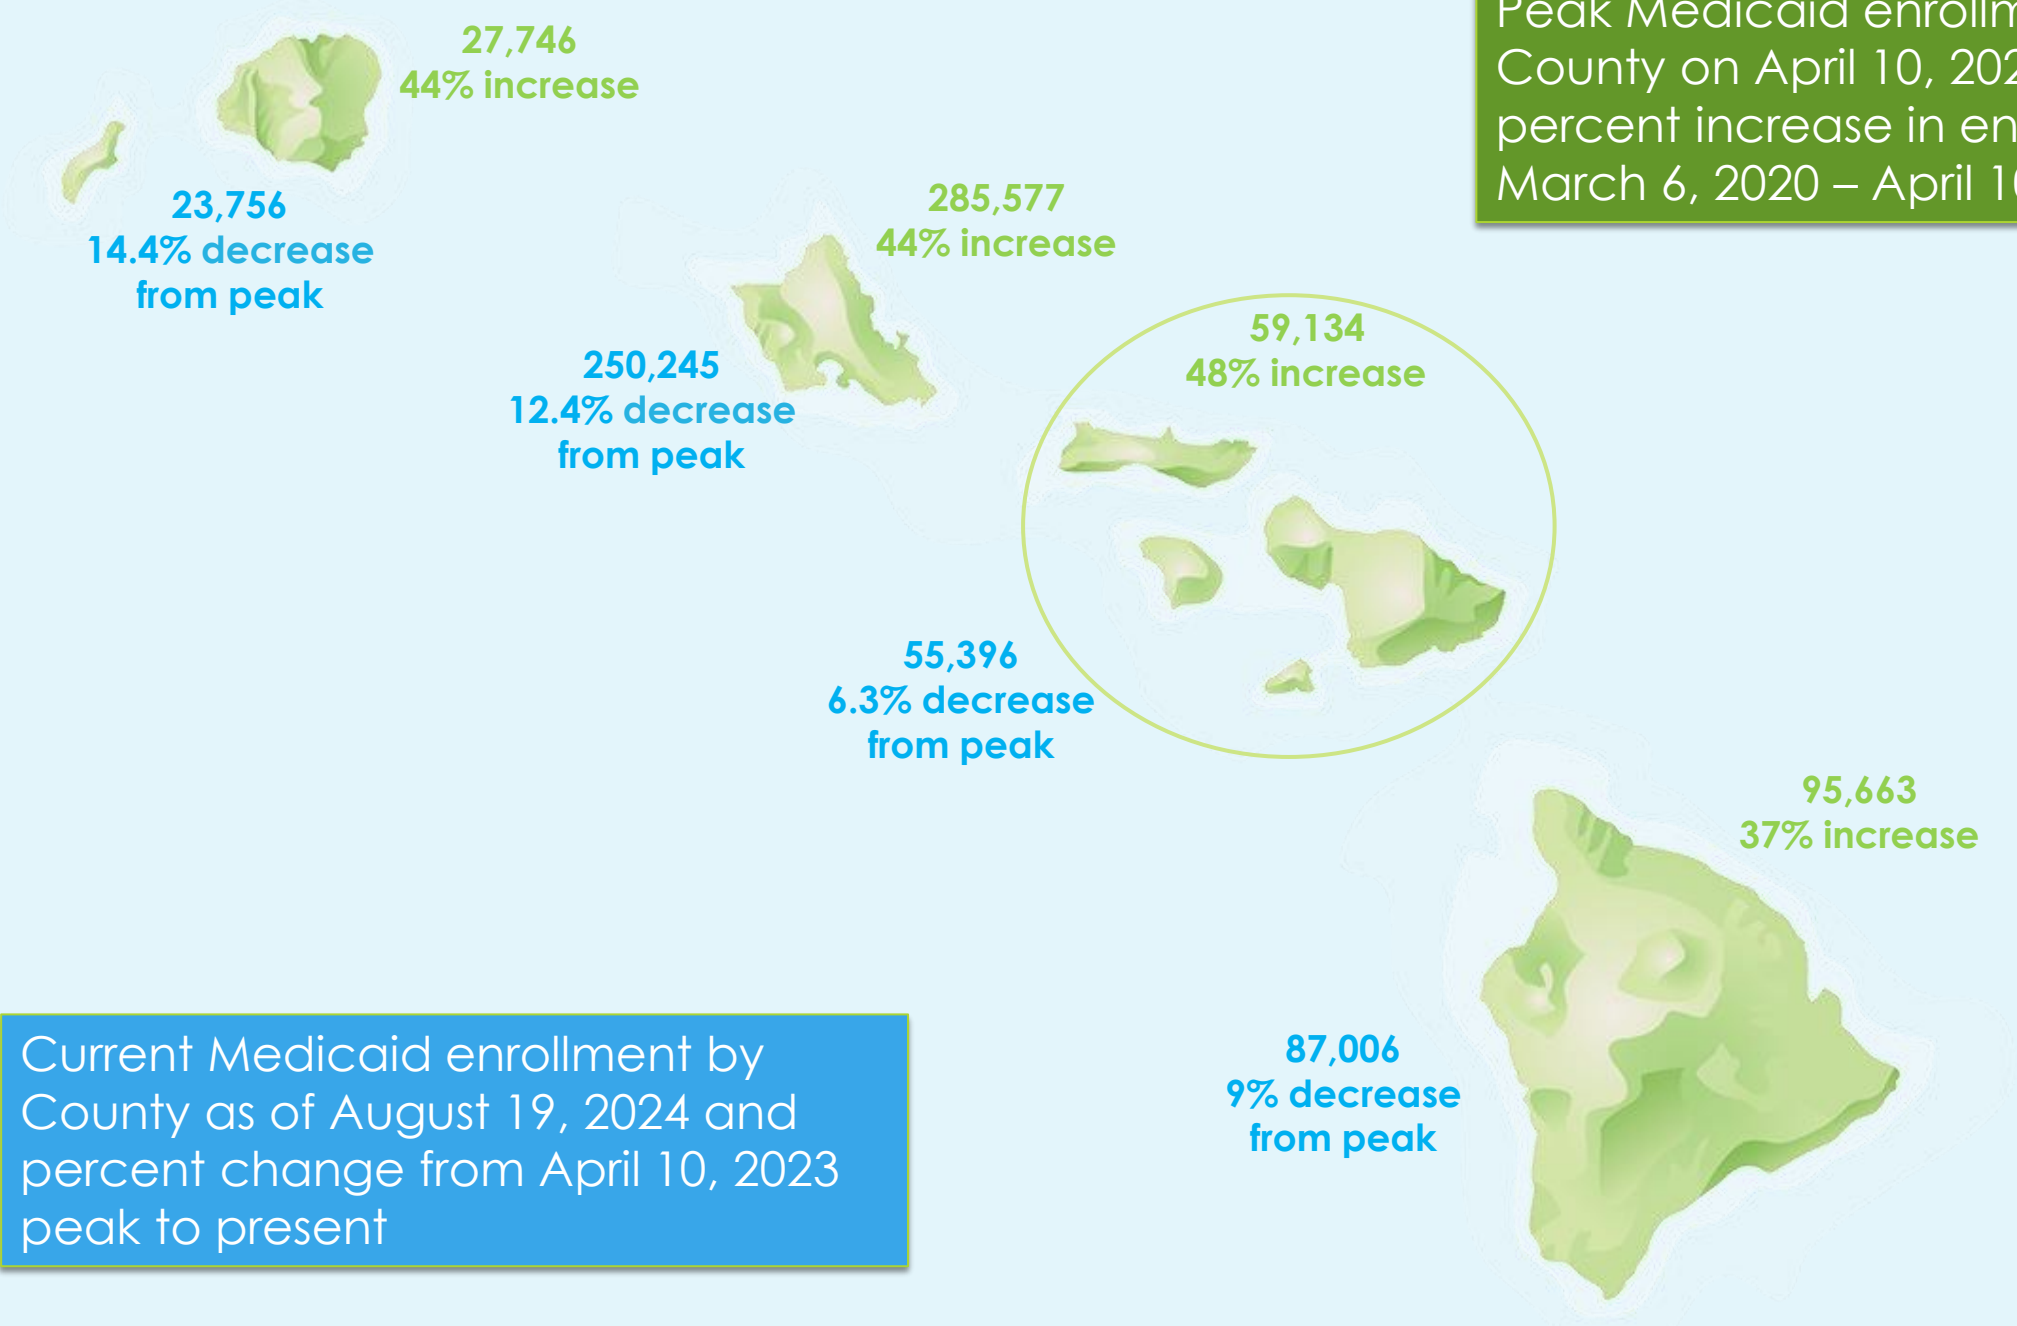 27,746
44% increase
Peak Medicaid
County on April 10,
percent increase in
March 6, 2020 – April
23,756
14.4% decrease
from peak
285,577
44% increase
250,245
12.4% decrease
from peak
59,134
48% increase
55,396
6.3% decrease
from peak
95,663
37% increase
87,006
9% decrease
from peak
Current Medicaid enrollment by
County as of August 19, 2024 and
percent change from April 10, 2023
peak to present